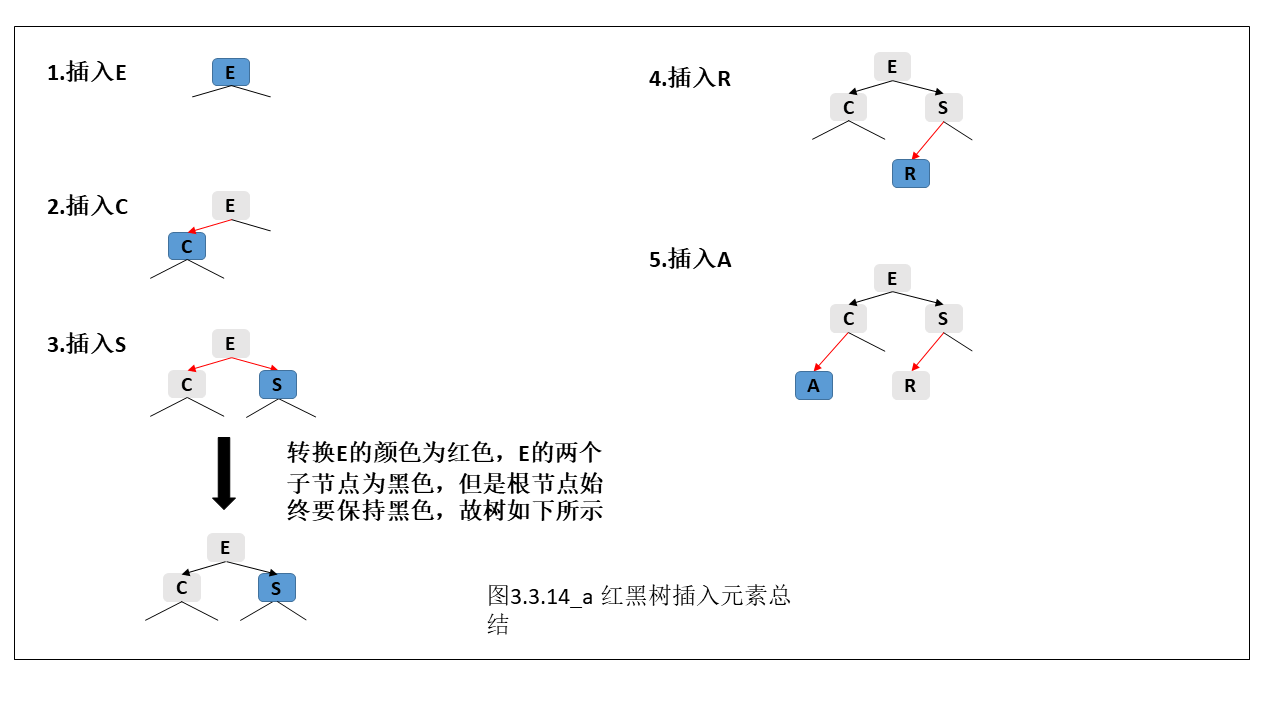 1.插入E
E
2.插入C
E
C
3.插入S
E
C
S
转换E的颜色为红色，E的两个
子节点为黑色，但是根节点始
终要保持黑色，故树如下所示
E
C
S
4.插入R
E
C
S
R
5.插入A
E
C
S
A
R
图3.3.14_a 红黑树插入元素总
结